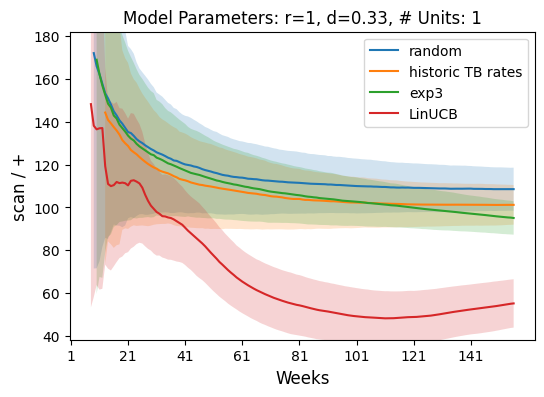 Model Parameters: r=1, d=0.33, # Units: 1
180
160
140
120
100
80
60
40
scan / +
random
historic TB rates
exp3
LinUCB
1
21
41
61
81
101
121
141
Weeks